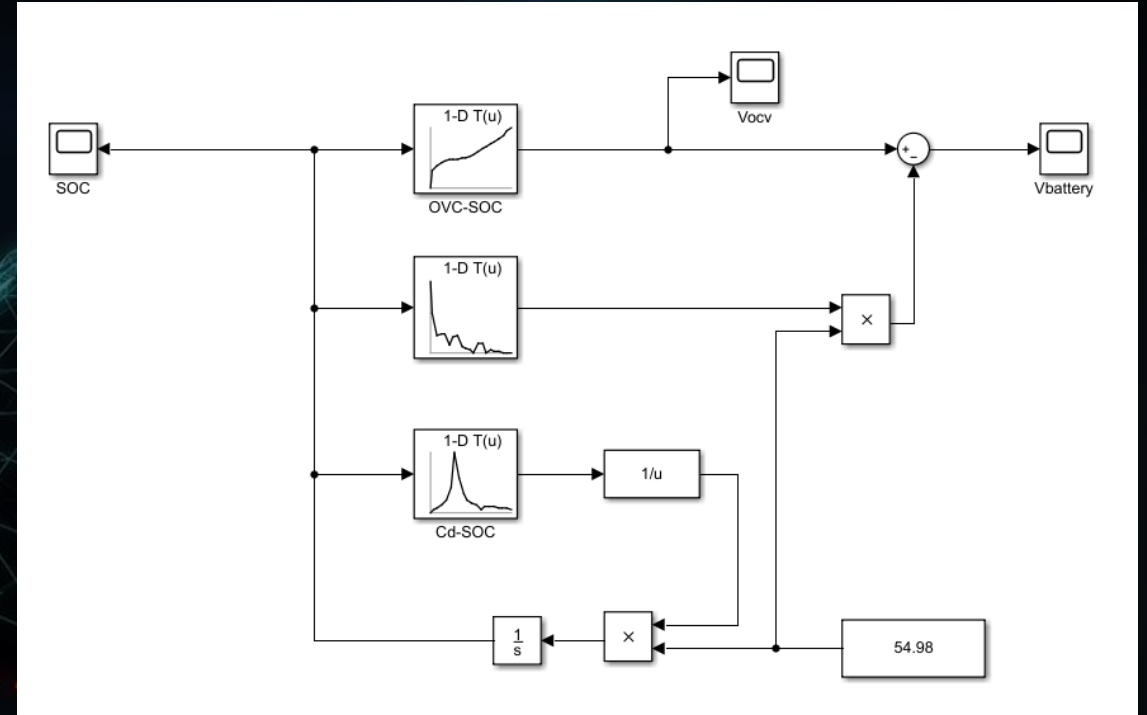 1-D T(u)
Vocv
+
−
SOC
OVC-SOC
Vbattery
1-D T(u)
×
1-D T(u)
1/u
Cd-SOC
1
s
×
54.98